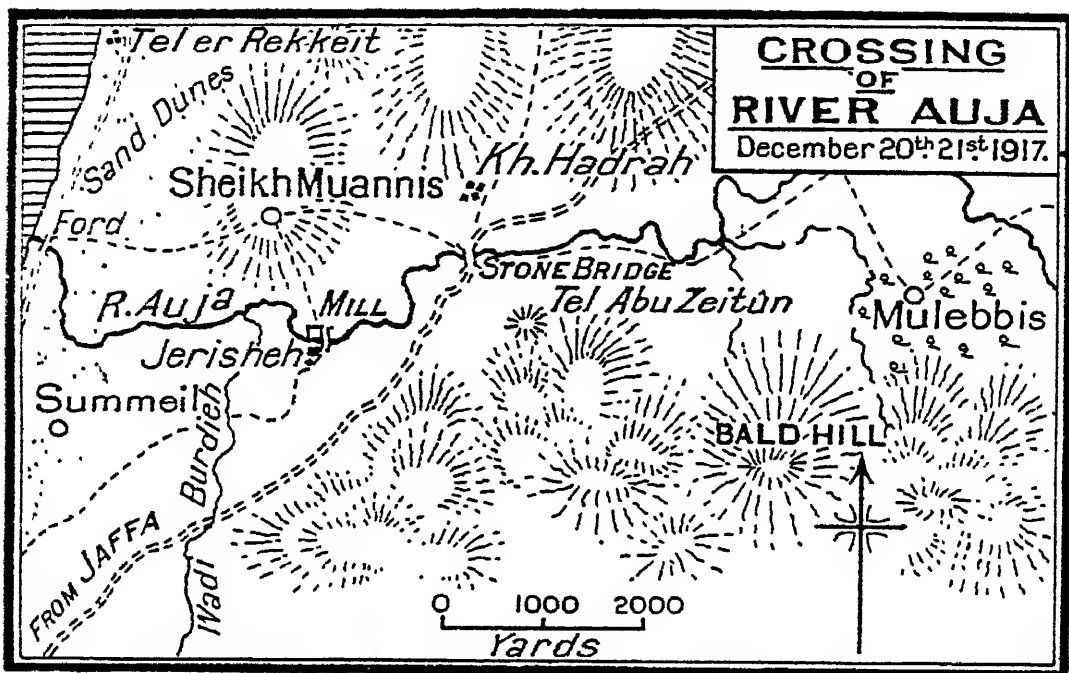 CROSSING
OF
RIVER AUJA
December 20th 21st 1917.
Tel er Rekkeit
Sand Dunes
Kh. Hadrah
Sheikh Muannis
Ford
STONE BRIDGE
R. Auja
MILL
Tel Abu Zeitûn
Mulebbis
Jerisheh
Summeil
BALD HILL
Wadi Burdieh
FROM JAFFA
0 1000 2000
Yards